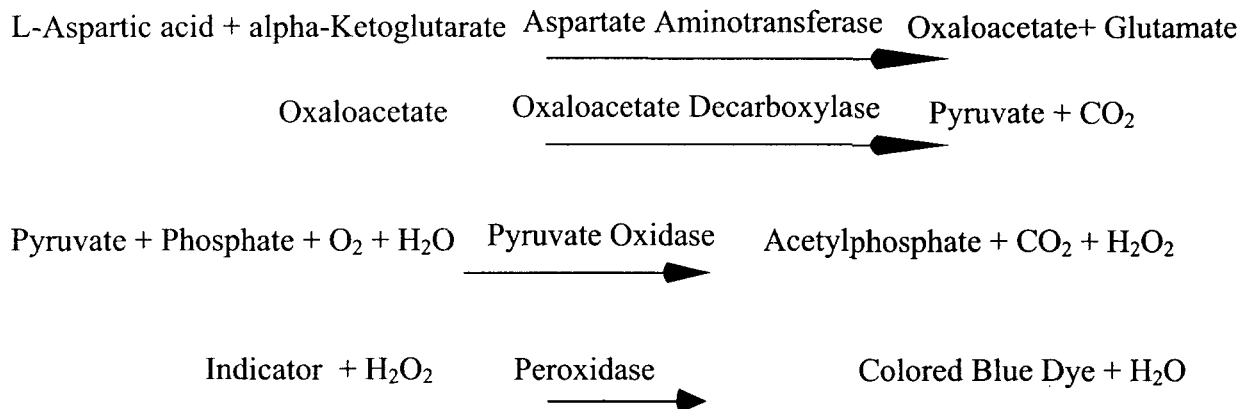 L-Aspartic acid + alpha-Ketoglutarate Aspartate Aminotransferase Oxaloacetate+ Glutamate
Oxaloacetate Oxaloacetate Decarboxylase Pyruvate + CO₂
Pyruvate + Phosphate + O₂ + H₂O Pyruvate Oxidase Acetylphosphate + CO₂ + H₂O₂
Indicator + H₂O₂ Peroxidase Colored Blue Dye + H₂O